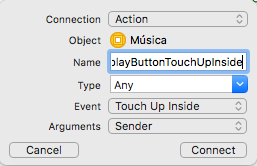 Connection Action
Object Música
Name playButtonTouchUpInside
Type Any
Event Touch Up Inside
Arguments Sender
Cancel Connect